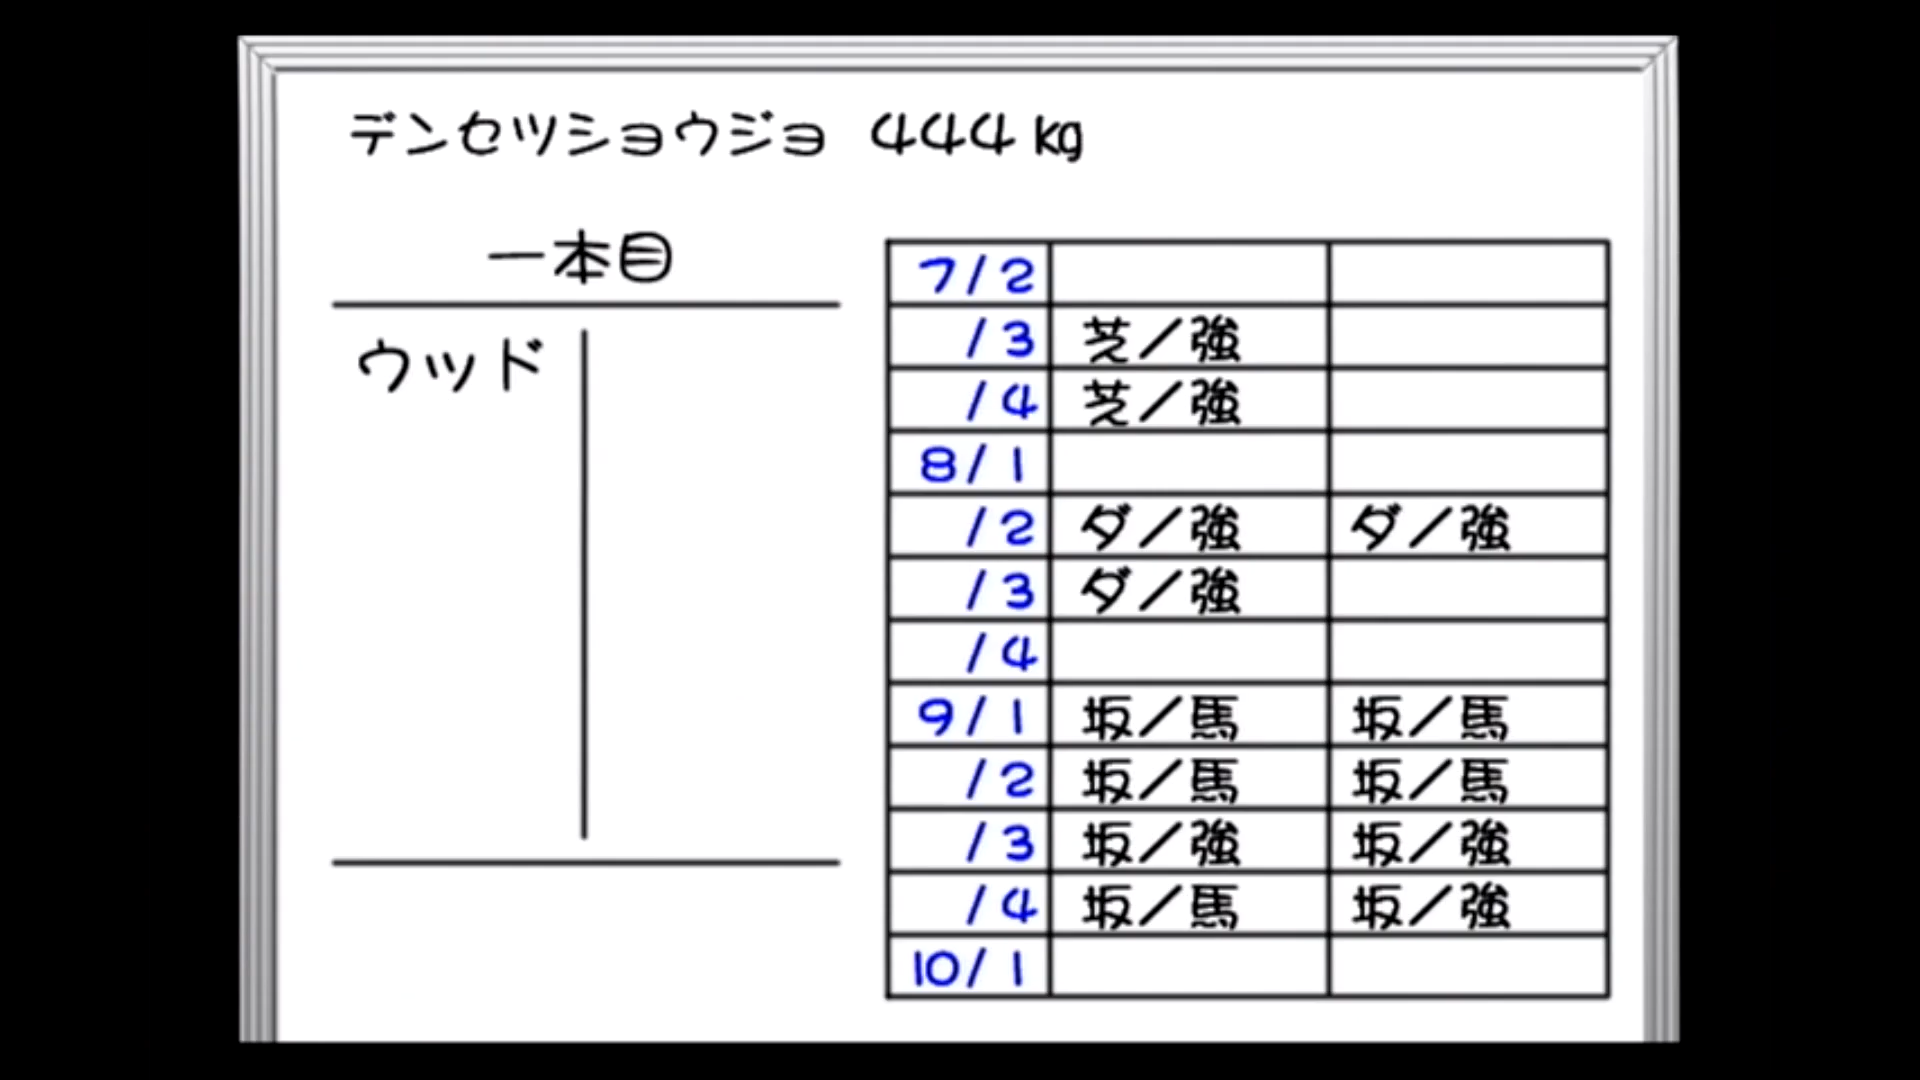 デンセツショウジョ 444kg
一本目
ウッド
7/2
/3 芝/強
/4 芝/強
8/1
/2 ダ/強 ダ/強
/3 ダ/強
/4
9/1 坂/馬 坂/馬
/2 坂/馬 坂/馬
/3 坂/強 坂/強
/4 坂/馬 坂/強
10/1